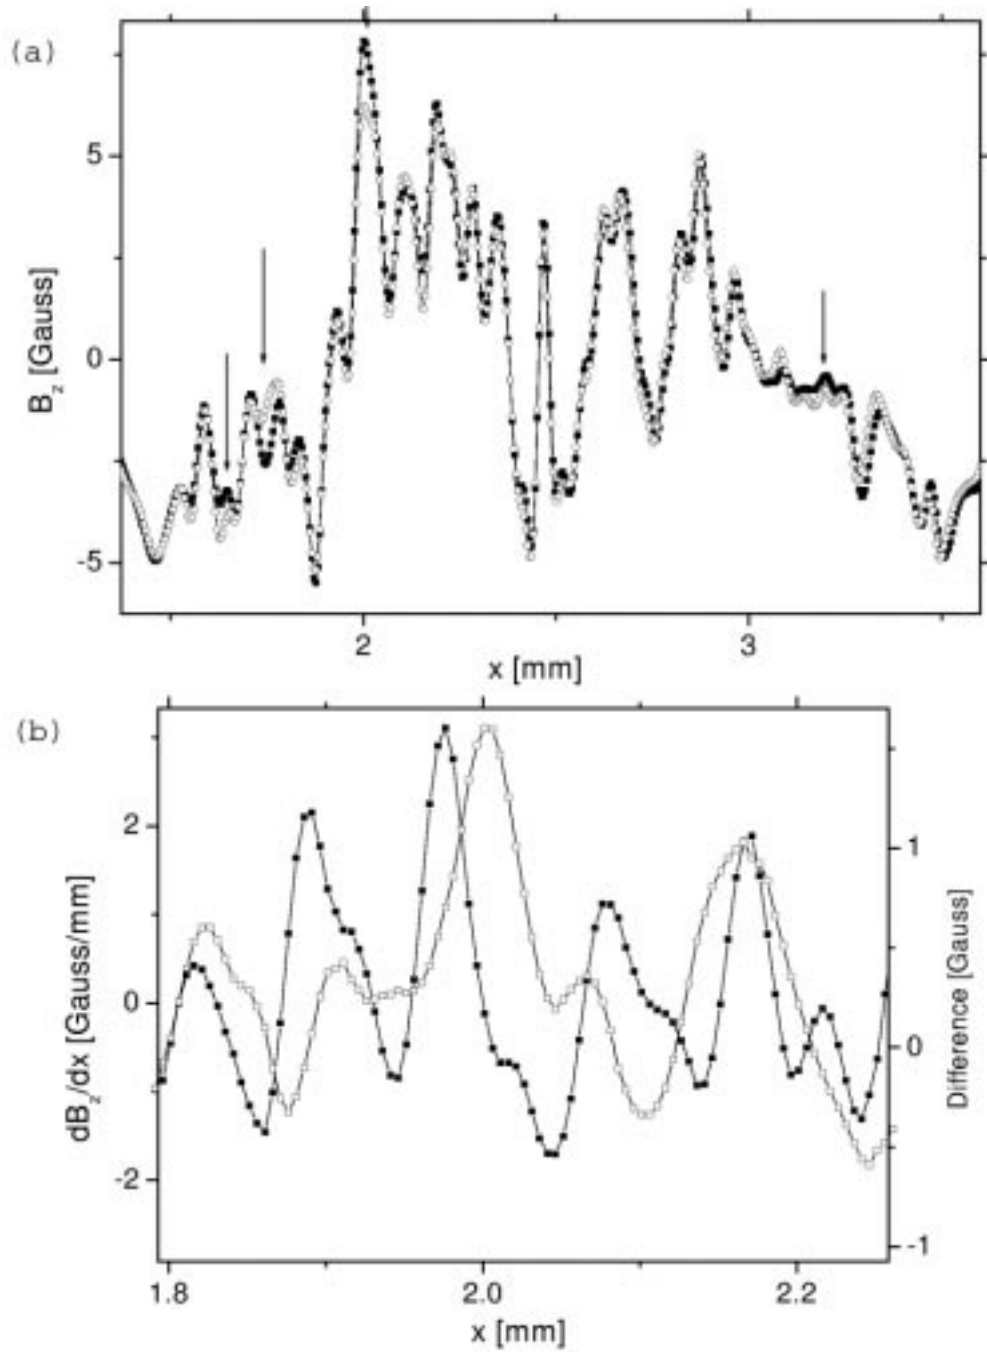 (a)
5
0
-5
B_z [Gauss]
2
3
x [mm]
(b)
2
0
-2
dB_z/dx [Gauss/mm]
1
0
-1
Difference [Gauss]
1.8
2.0
2.2
x [mm]